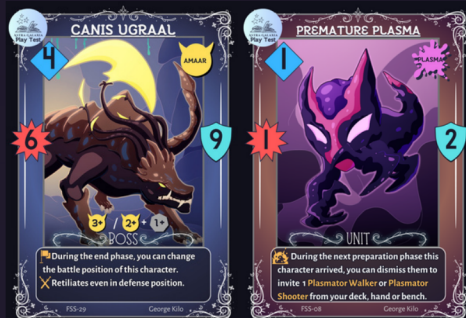 Play Test
CANIS UGRAAL
4
AMAAR
6
9
3+ / 2+ + 1+
BOSS
During the end phase, you can change
the battle position of this character.
Retiliates even in defense position.
FSS-29 George Kilo
Play Test
PREMATURE PLASMA
1
PLASMA
1
2
UNIT
During the next preparation phase this
character arrived, you can dismiss them to
invite 1 Plasmator Walker or Plasmator
Shooter from your deck, hand or bench.
FSS-08 George Kilo